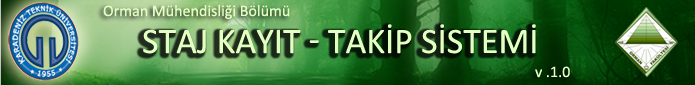 Orman Mühendisliği Bölümü
STAJ KAYIT - TAKİP SİSTEMİ
v .1.0
KARADENİZ TEKNİK ÜNİVERSİTESİ
1955